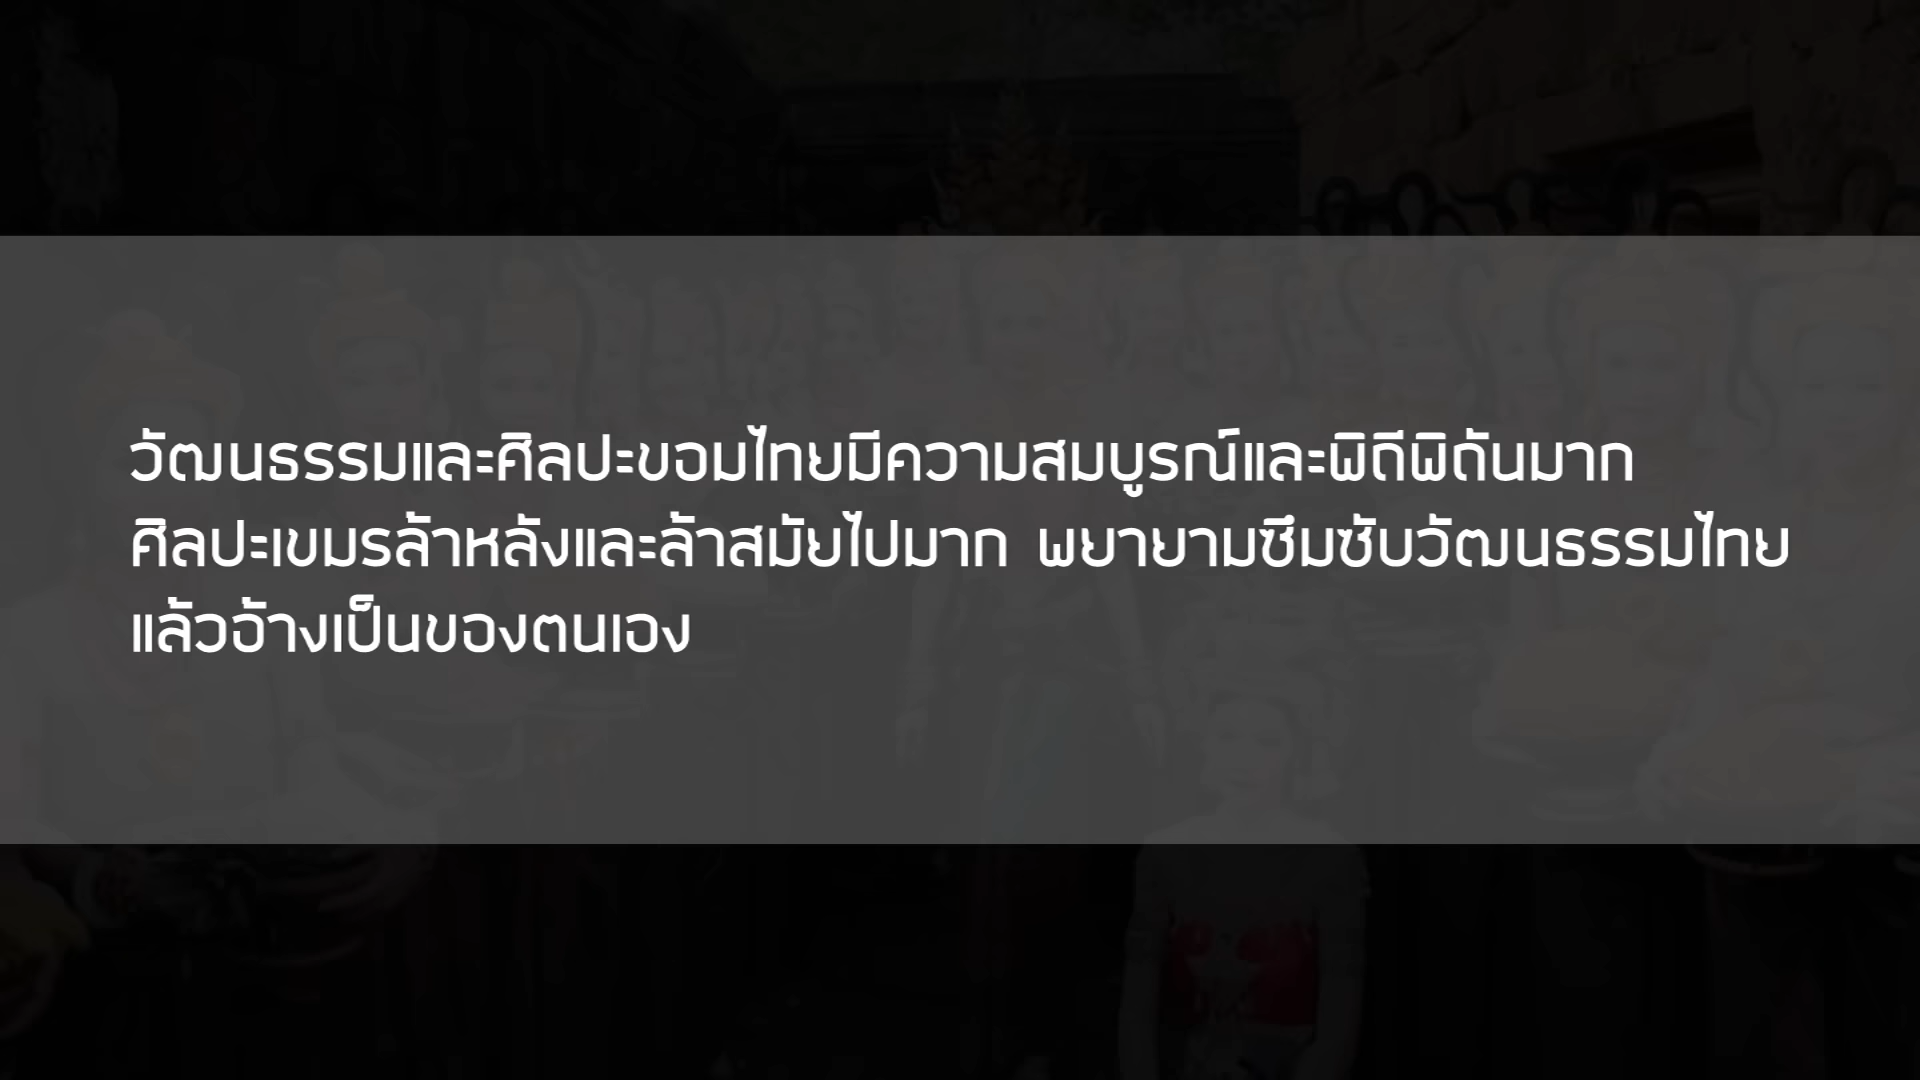 วัฒนธรรมและศิลปะขอมไทยมีความสมบูรณ์และพิถีพิถันมาก
ศิลปะเขมรล้าหลังและล้าสมัยไปมาก พยายามซึมซับวัฒนธรรมไทย
แล้วอ้างเป็นของตนเอง